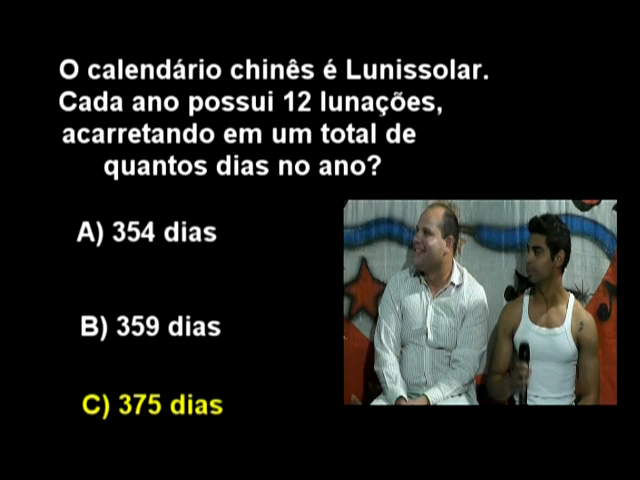 O calendário chinês é Lunissolar.
Cada ano possui 12 lunações,
acarretando em um total de
quantos dias no ano?
A) 354 dias
B) 359 dias
C) 375 dias